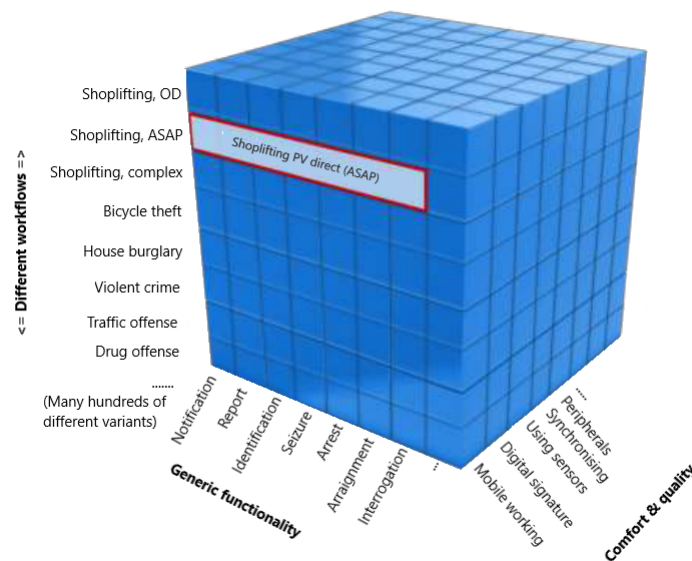 Shoplifting, OD
Shoplifting, ASAP
Shoplifting, complex
Bicycle theft
House burglary
Violent crime
Traffic offense
Drug offense
.......
(Many hundreds of
different variants)
<= Different workflows =>
Shoplifting PV direct (ASAP)
Notification
Report
Identification
Seizure
Arrest
Arraignment
Interrogation
...
Generic functionality
Mobile working
Digital signature
Using sensors
Synchronising
Peripherals
.....
Comfort & quality